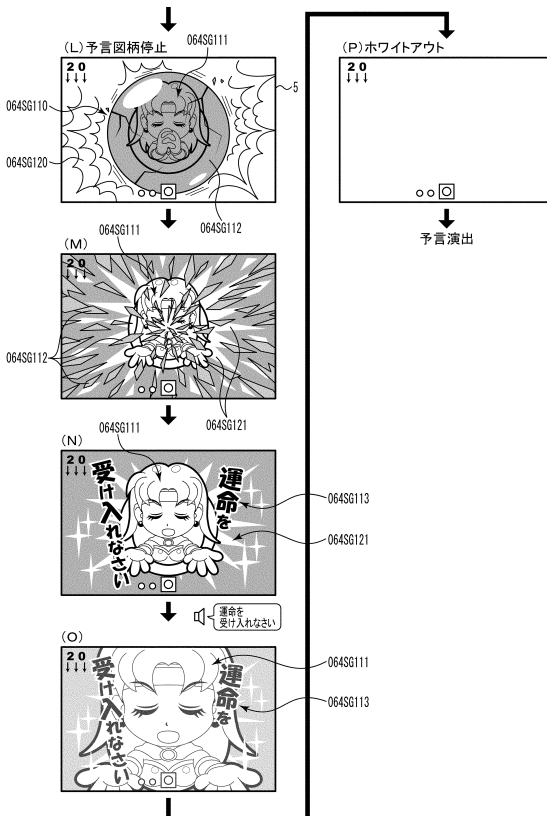 (L)予言図柄停止
064SG111
20
↓↓↓
5
064SG110
064SG120
064SG112
064SG111
(M)
20
↓↓↓
064SG112
064SG121
064SG111
(N)
20
↓↓↓
運命を
受け入れなさい
064SG113
064SG121
運命を
受け入れなさい
(O)
20
↓↓↓
運命を
受け入れなさい
064SG111
064SG113
(P)ホワイトアウト
20
↓↓↓
予言演出